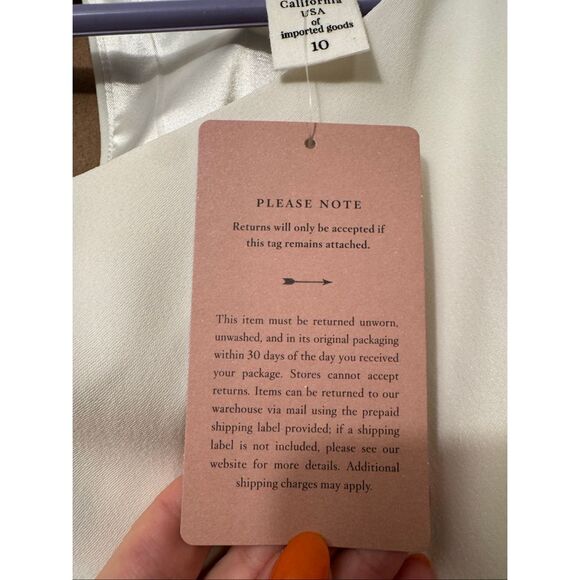 California
USA
of
imported goods
10
PLEASE NOTE
Returns will only be accepted if
this tag remains attached.
This item must be returned unworn,
unwashed, and in its original packaging
within 30 days of the day you received
your package. Stores cannot accept
returns. Items can be returned to our
warehouse via mail using the prepaid
shipping label provided; if a shipping
label is not included, please see our
website for more details. Additional
shipping charges may apply.